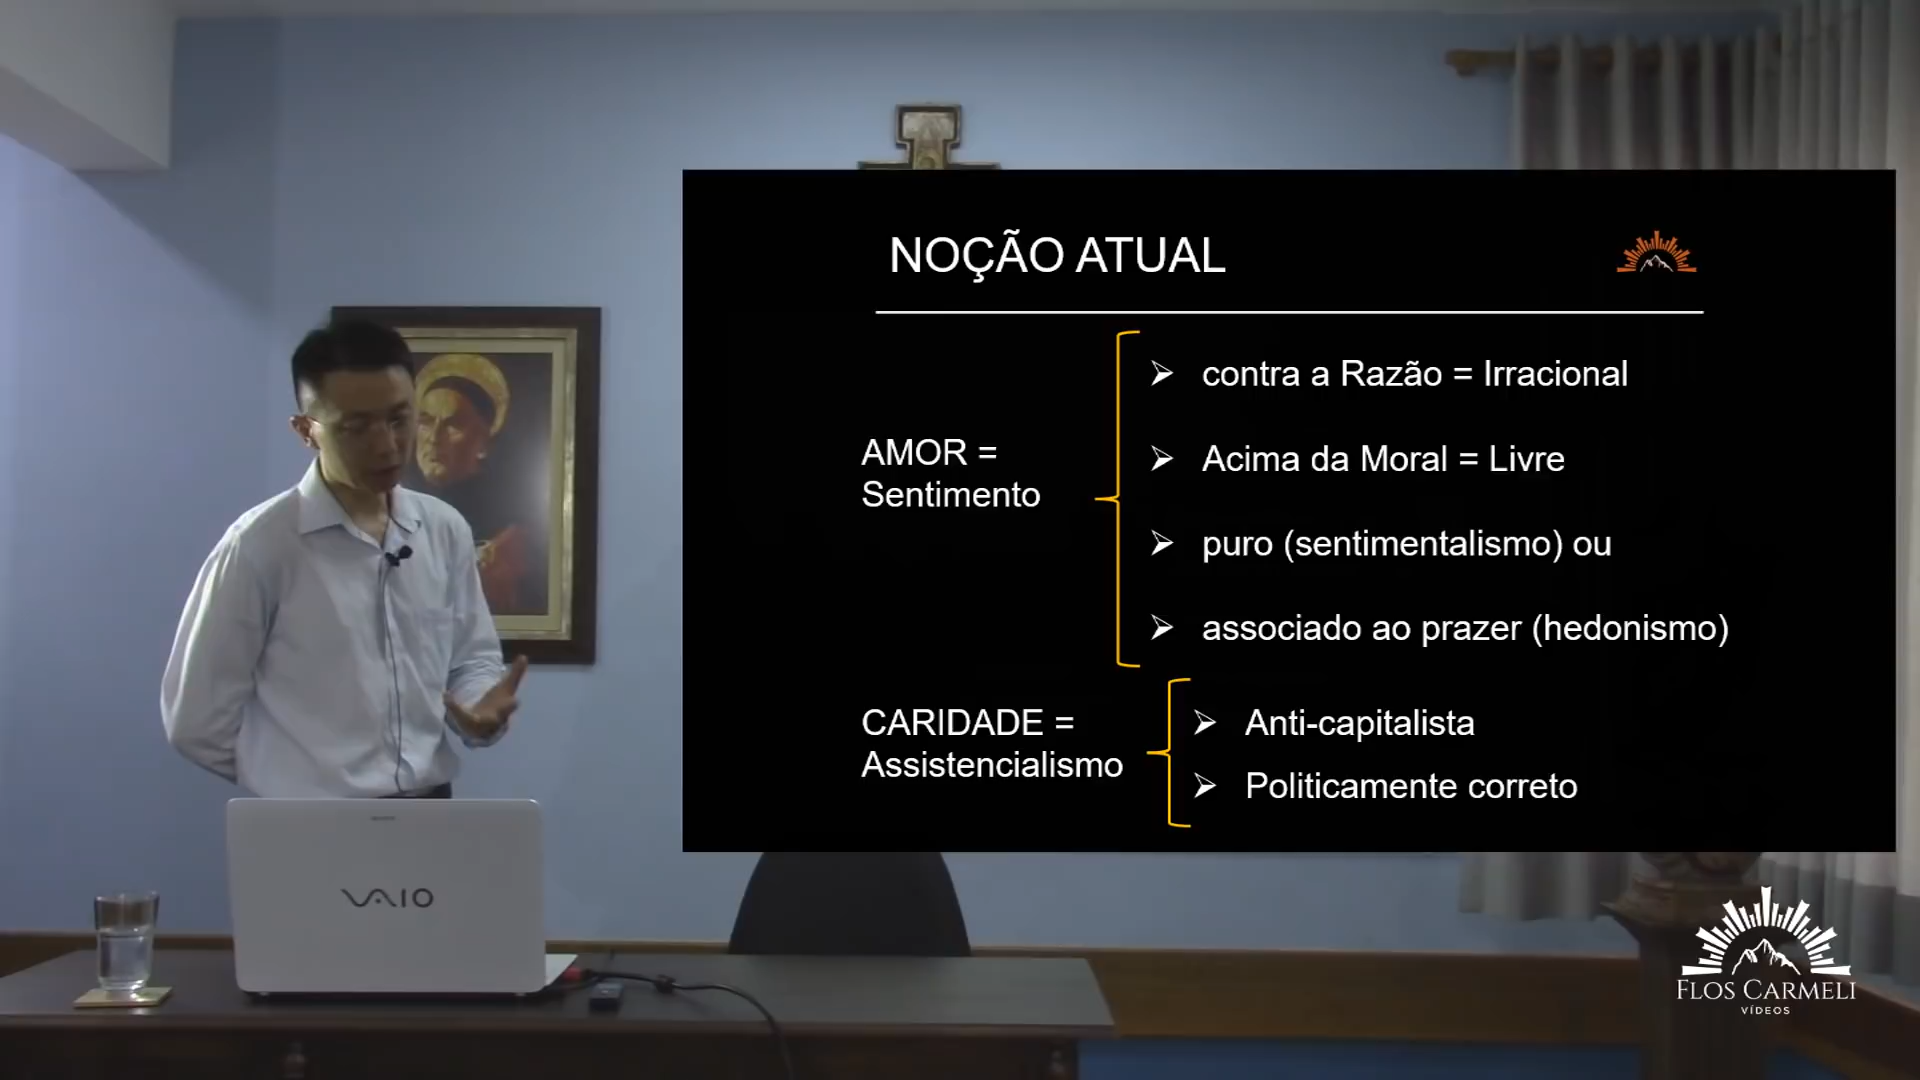 NOÇÃO ATUAL
AMOR =
Sentimento
➢ contra a Razão = Irracional
➢ Acima da Moral = Livre
➢ puro (sentimentalismo) ou
➢ associado ao prazer (hedonismo)
CARIDADE =
Assistencialismo
➢ Anti-capitalista
➢ Politicamente correto
VAIO
FLOS CARMELI
VÍDEOS